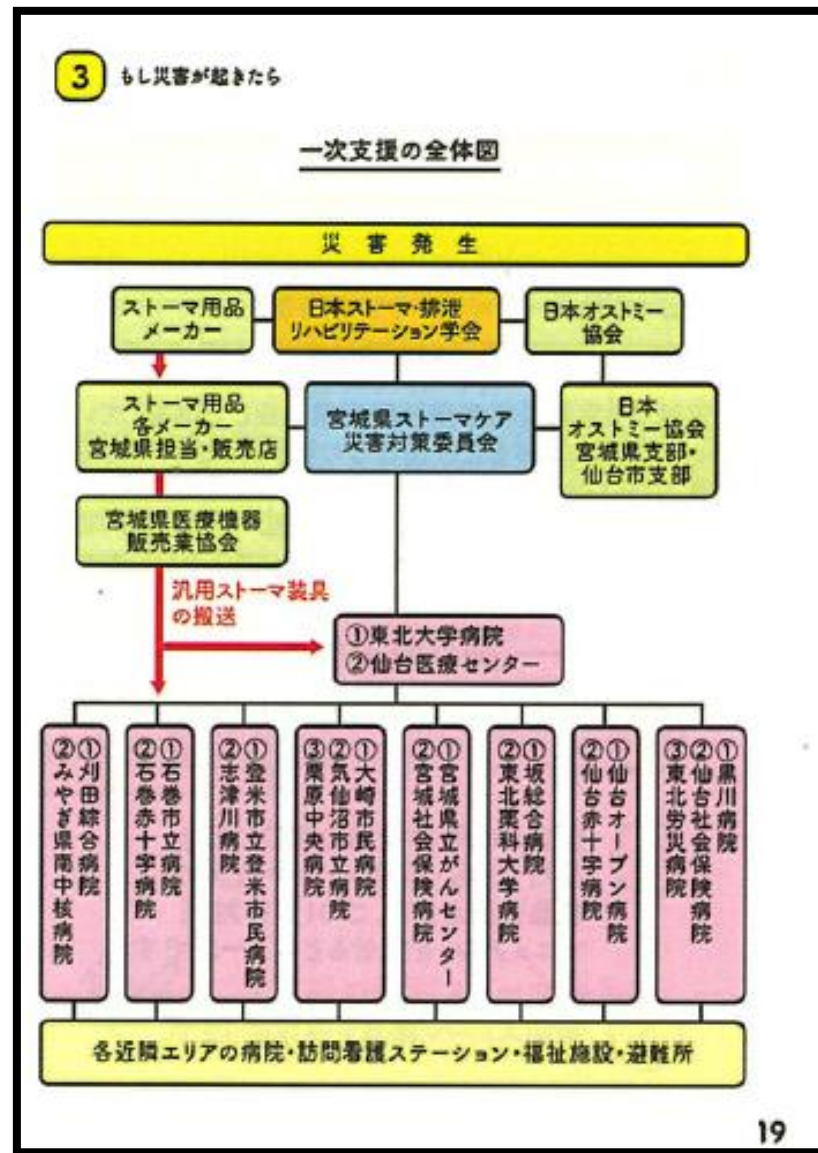 3 もし災害が起きたら
一次支援の全体図
災害発生
ストーマ用品
メーカー
日本ストーマ・排泄
リハビリテーション学会
日本オストミー
協会
ストーマ用品
各メーカー
宮城県担当・販売店
宮城県ストーマケア
災害対策委員会
日本
オストミー協会
宮城県支部・
仙台市支部
宮城県医療機器
販売業協会
汎用ストーマ装具
の搬送
①東北大学病院
②仙台医療センター
①刈田綜合病院
②みやぎ県南中核病院
①石巻市立病院
②石巻赤十字病院
①登米市立登米市民病院
②志津川病院
①大崎市民病院
②気仙沼市立病院
③栗原中央病院
①宮城県立がんセンター
②宮城社会保険病院
①坂総合病院
②東北薬科大学病院
①仙台オープン病院
②仙台赤十字病院
①黒川病院
②仙台社会保険病院
③東北労災病院
各近隣エリアの病院・訪問看護ステーション・福祉施設・避難所
19